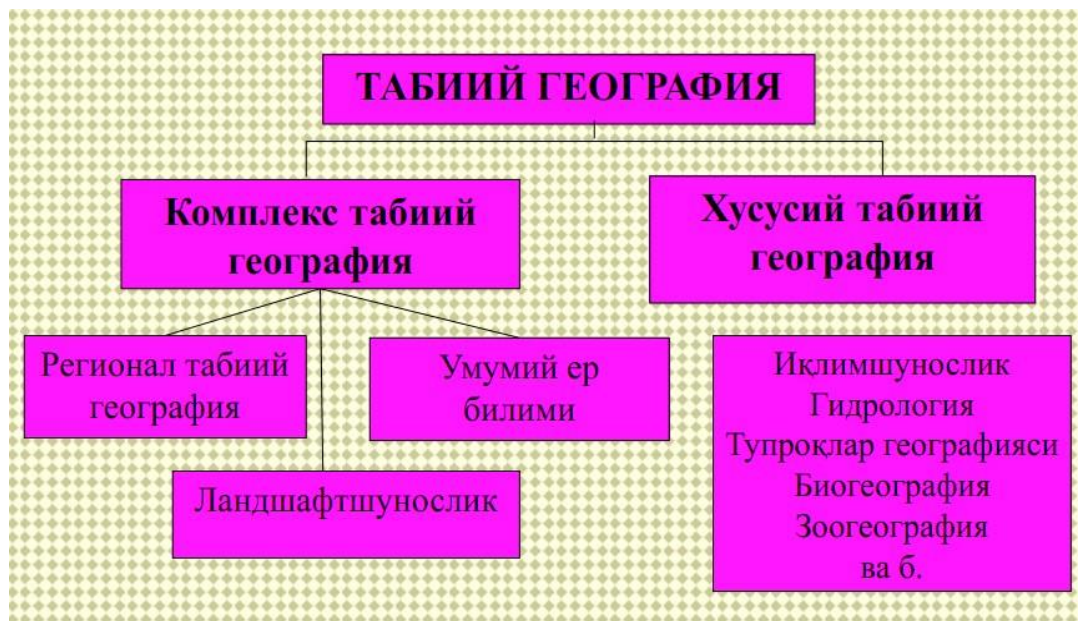 ТАБИИЙ ГЕОГРАФИЯ
Комплекс табиий
география
Хусусий табиий
география
Регионал табиий
география
Умумий ер
билими
Ландшафтшунослик
Иқлимшунослик
Гидрология
Тупроқлар географияси
Биогеография
Зоогеография
ва б.